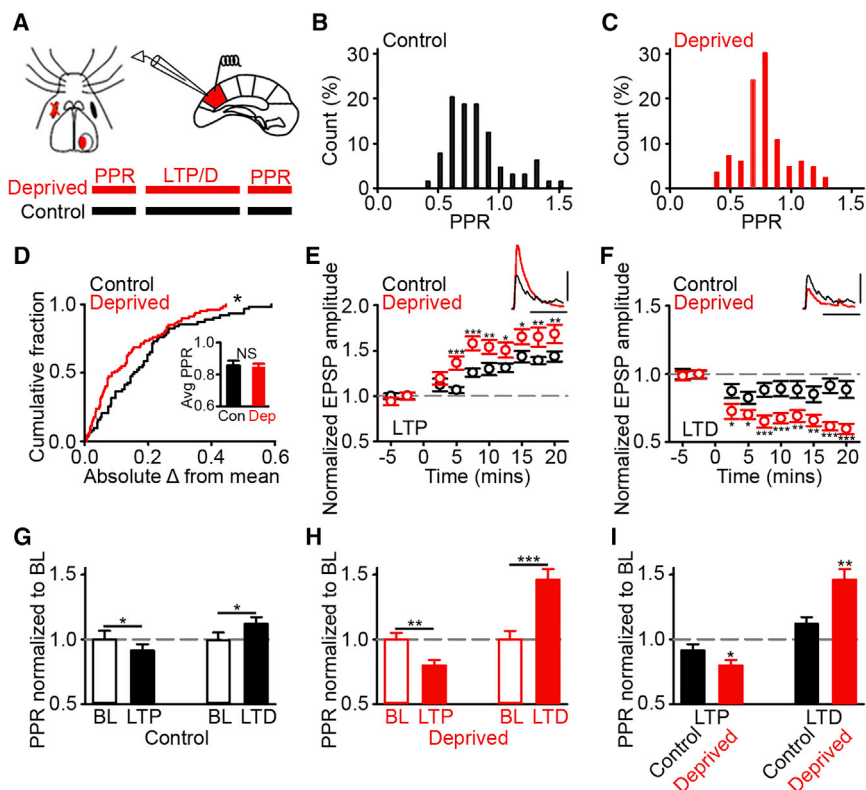 A
PPR LTP/D PPR
Deprived
Control
B
Control
Count (%)
30
20
10
0
0.0 0.5 1.0 1.5
PPR
C
Deprived
Count (%)
30
20
10
0
0.0 0.5 1.0 1.5
PPR
D
Control
Deprived
*
Cumulative fraction
1.0
0.5
0.0
0.0 0.2 0.4 0.6
Absolute Δ from mean
NS
Avg PPR
1.0
0.8
0.6
Con Dep
E
Control
Deprived
Normalized EPSP amplitude
2.0
1.5
1.0
0.5
*** *** ** * * ** **
LTP
-5 0 5 10 15 20
Time (mins)
F
Control
Deprived
Normalized EPSP amplitude
1.5
1.0
0.5
* * *** *** ** ** *** ***
LTD
-5 0 5 10 15 20
Time (mins)
G
PPR normalized to BL
1.5
1.0
0.5
* *
BL LTP BL LTD
Control
H
PPR normalized to BL
1.5
1.0
0.5
** ***
BL LTP BL LTD
Deprived
I
PPR normalized to BL
1.5
1.0
0.5
* **
LTP LTD
Control Deprived Control Deprived